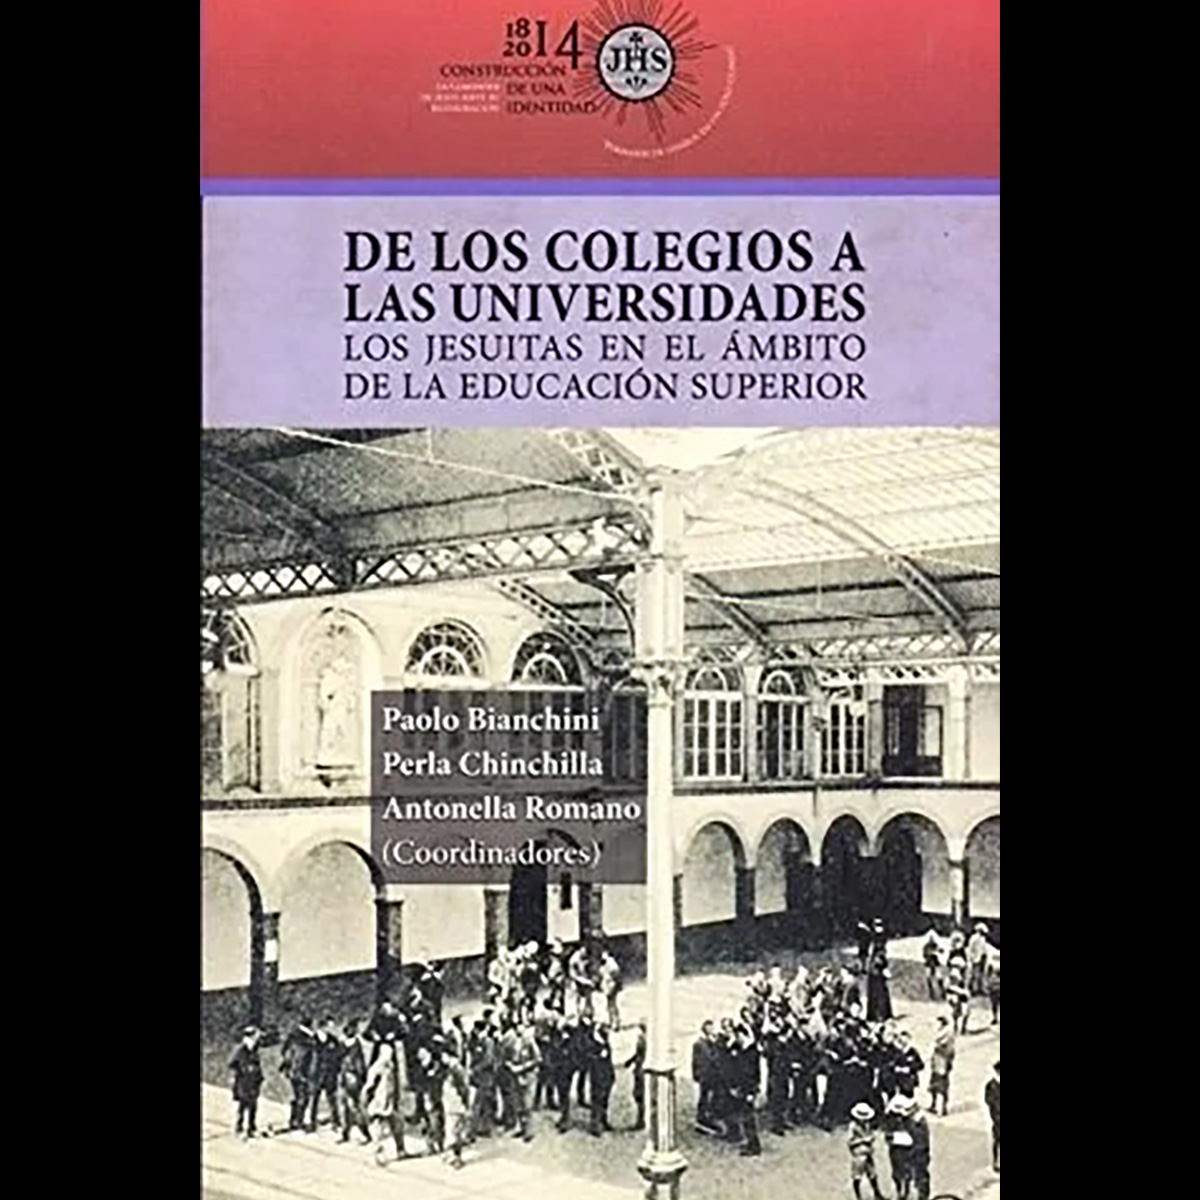 18
20 14
JHS
CONSTRUCCIÓN
DE UNA
IDENTIDAD
DE LOS COLEGIOS A
LAS UNIVERSIDADES
LOS JESUITAS EN EL ÁMBITO
DE LA EDUCACIÓN SUPERIOR
Paolo Bianchini
Perla Chinchilla
Antonella Romano
(Coordinadores)